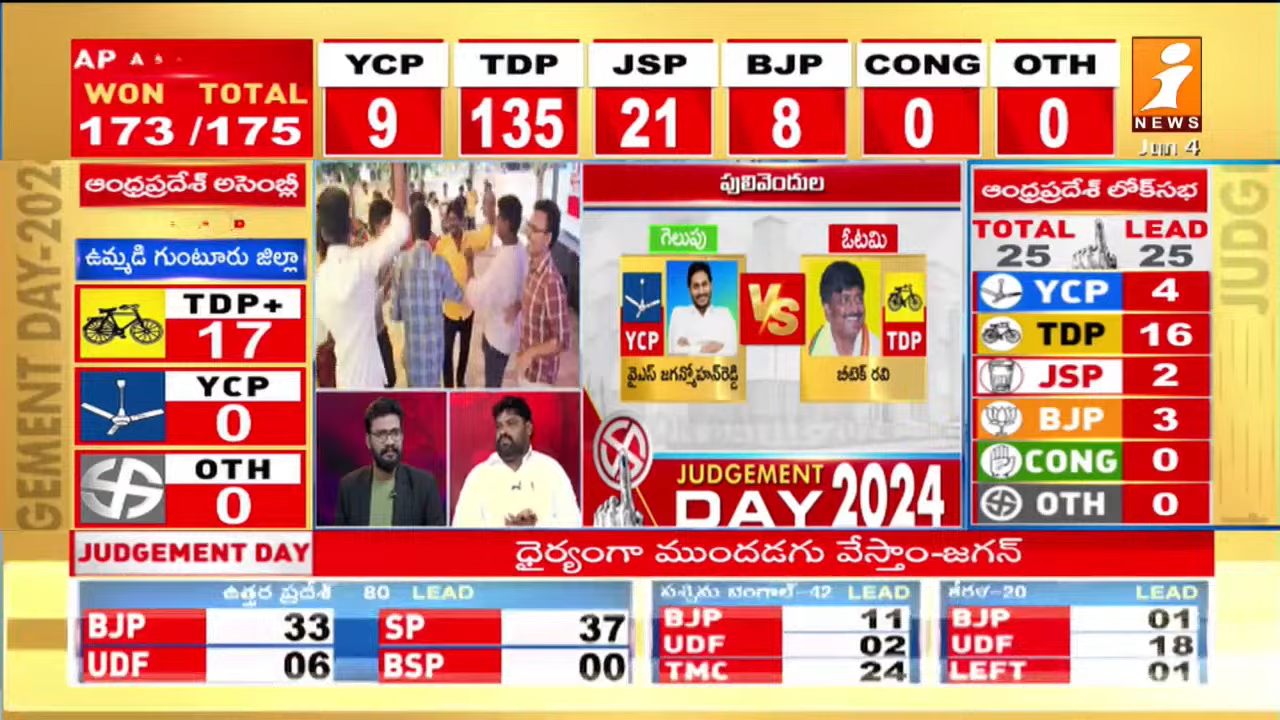 AP
WON TOTAL
173 /175
YCP
9
TDP
135
JSP
21
BJP
8
CONG
0
OTH
0
i
NEWS
Jun 4
ఆంధ్రప్రదేశ్ అసెంబ్లీ
ఉమ్మడి గుంటూరు జిల్లా
TDP+
17
YCP
0
OTH
0
పులివెందుల
గెలుపు
ఓటమి
YCP
VS
TDP
వైఎస్ జగన్మోహన్‌రెడ్డి
బీటెక్ రవి
JUDGEMENT
DAY 2024
ఆంధ్రప్రదేశ్ లోక్‌సభ
TOTAL LEAD
25 25
YCP 4
TDP 16
JSP 2
BJP 3
CONG 0
OTH 0
GEMENT DAY-202
JUDG
JUDGEMENT DAY
ధైర్యంగా ముందడగు వేస్తాం-జగన్
ఉత్తర ప్రదేశ్ 80 LEAD
BJP 33 SP 37
UDF 06 BSP 00
పశ్చిమ బెంగాల్-42 LEAD
BJP 11
UDF 02
TMC 24
కేరళ-20 LEAD
BJP 01
UDF 18
LEFT 01